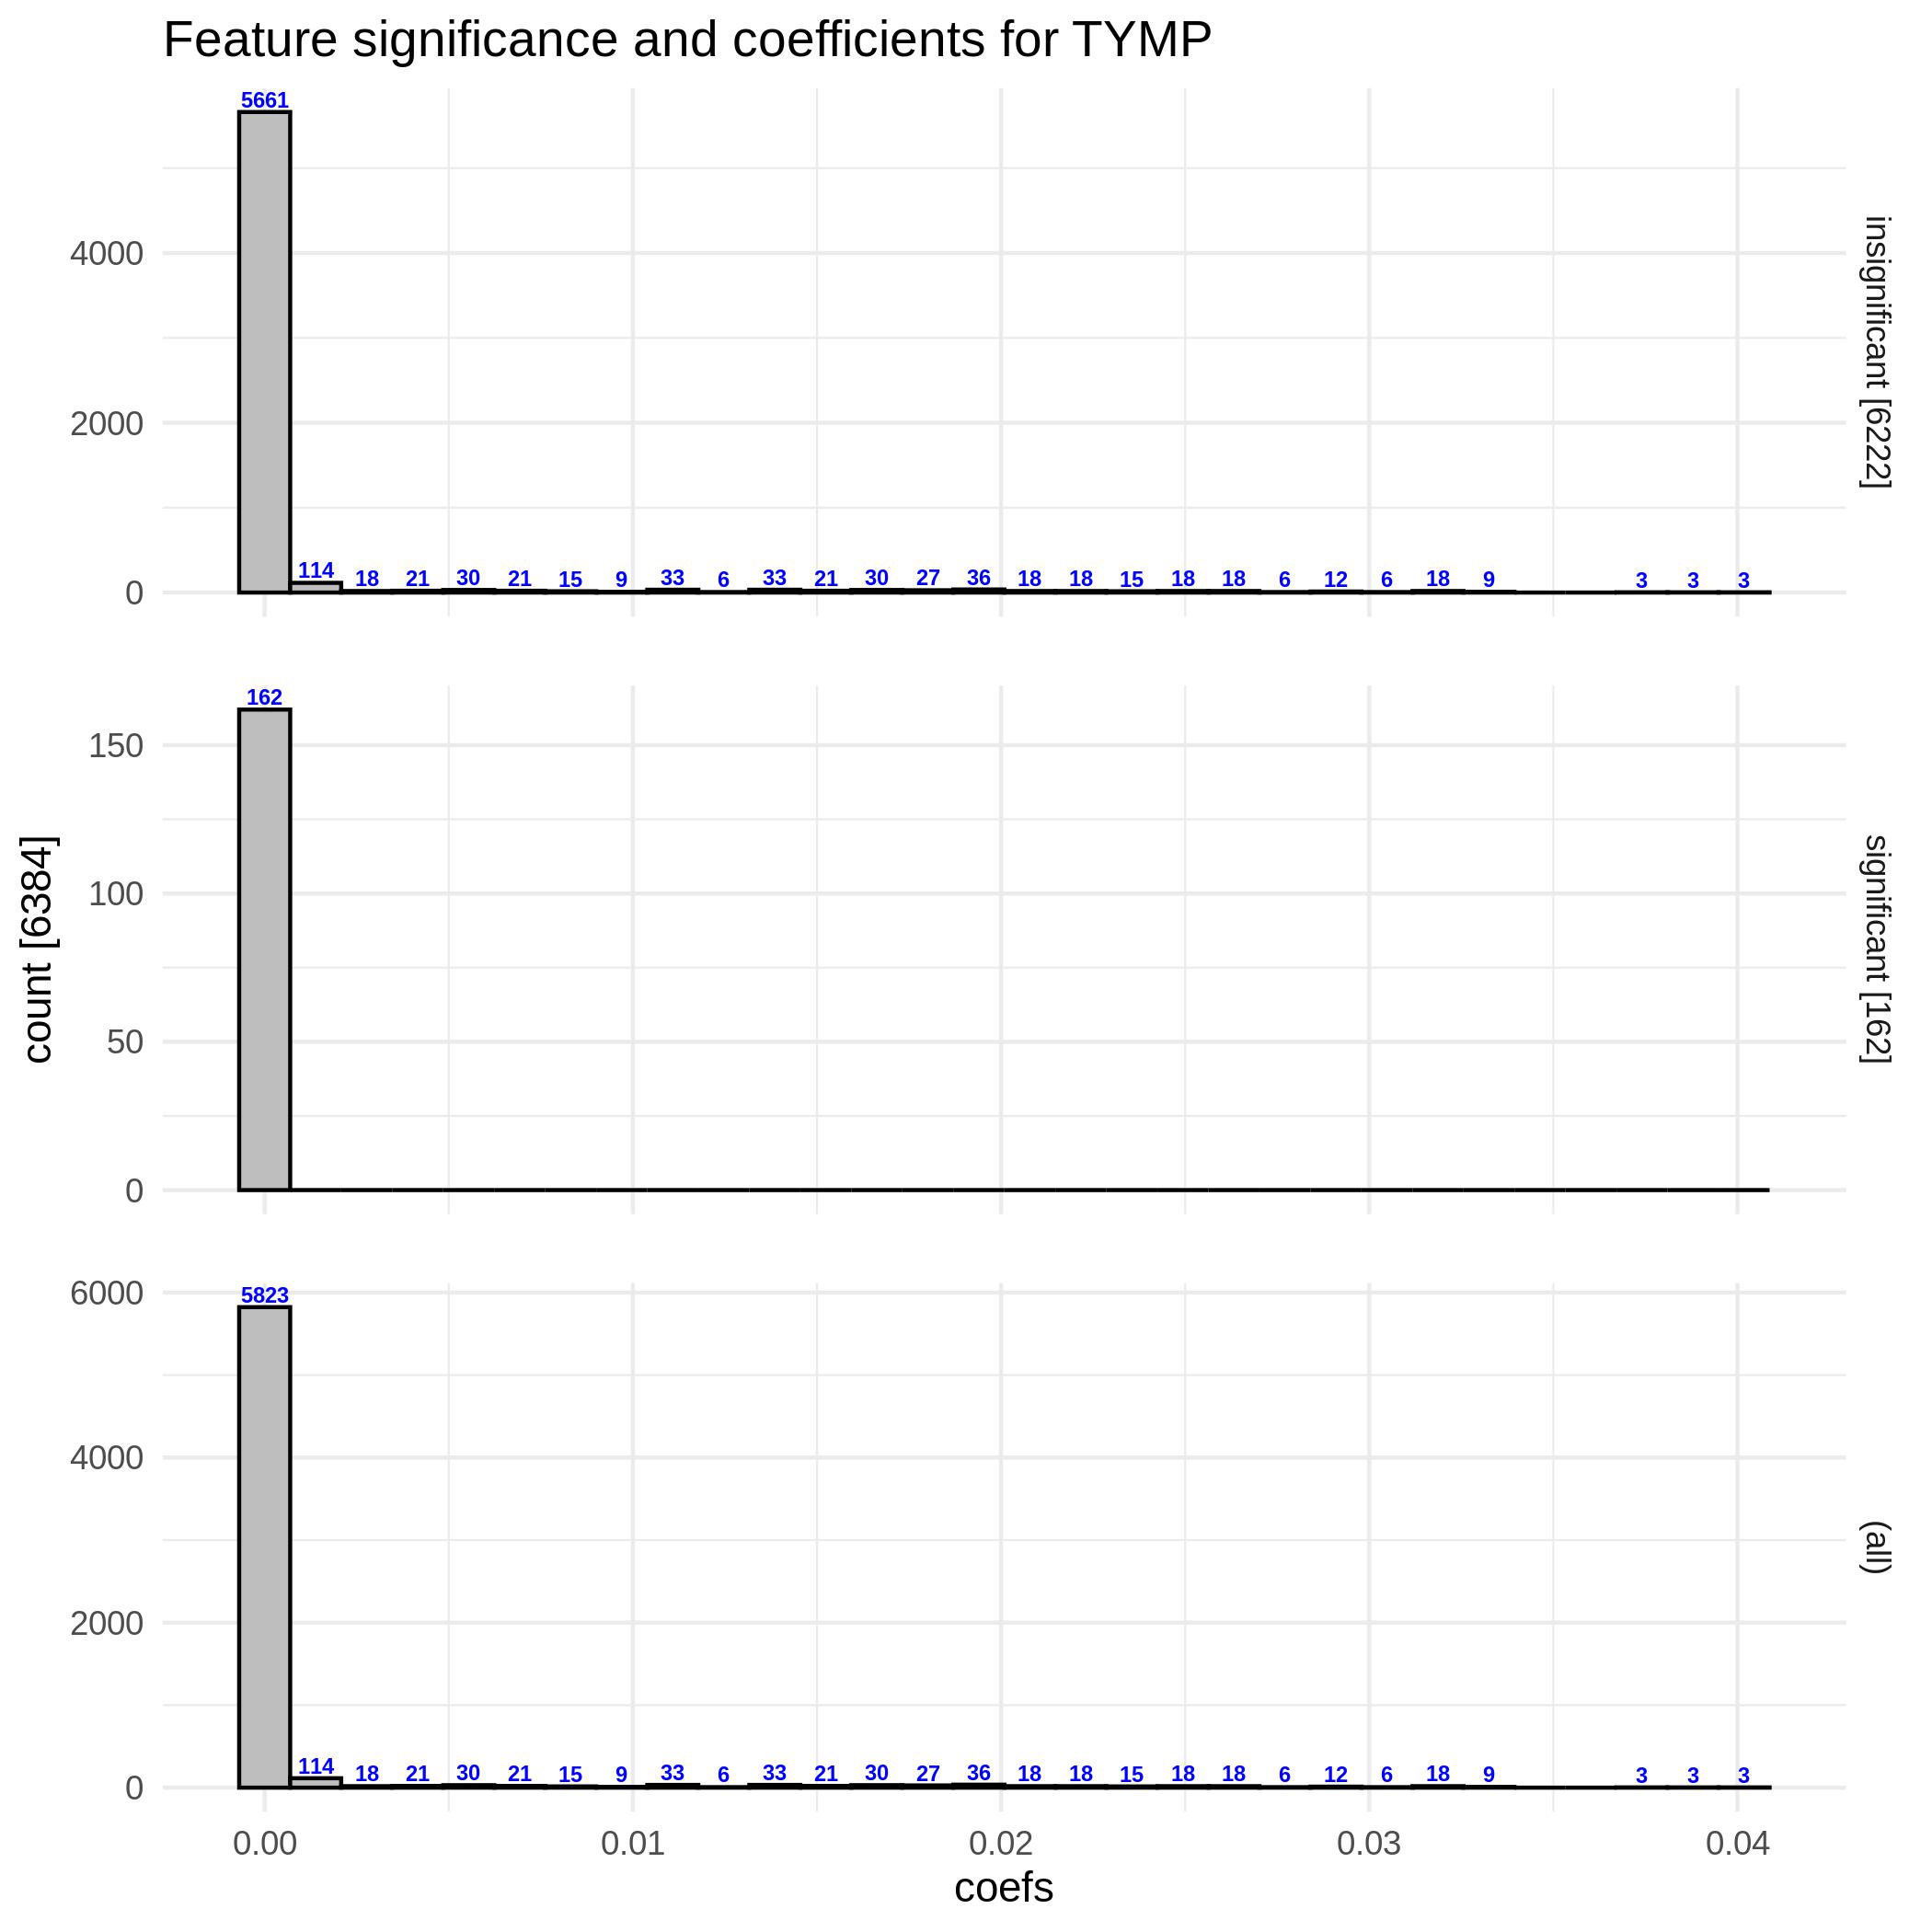 Feature significance and coefficients for TYMP
5661
114 18 21 30 21 15 9 33 6 33 21 30 27 36 18 18 15 18 18 6 12 6 18 9 3 3 3
4000
2000
0
insignificant [6222]
162
150
100
50
0
significant [162]
count [6384]
5823
114 18 21 30 21 15 9 33 6 33 21 30 27 36 18 18 15 18 18 6 12 6 18 9 3 3 3
6000
4000
2000
0
(all)
0.00 0.01 0.02 0.03 0.04
coefs